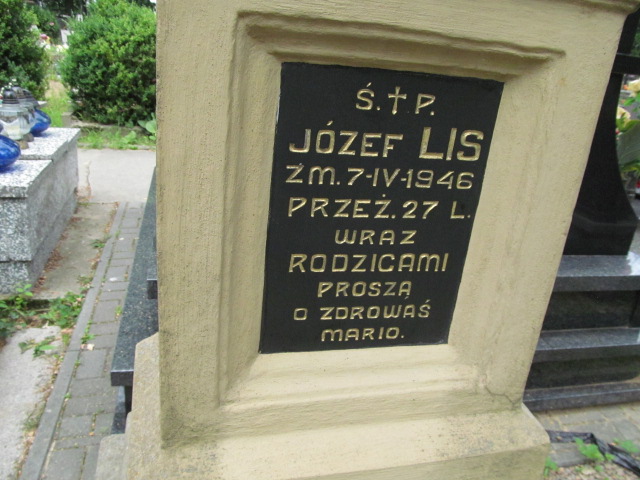 Ś.†P.
JÓZEF LIS
ZM. 7-IV-1946
PRZEŻ. 27 L.
WRAZ
RODZICAMI
PROSZĄ
O ZDROWAŚ
MARIO.